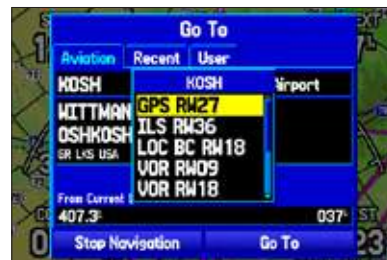 Go To
Aviation Recent User
KOSH
KOSH
Airport
WITTMAN
OSHKOSH
GR LKS USA
GPS RW27
ILS RW36
LOC BC RW18
VOR RW09
VOR RW18
From Current
407.3
037
Stop Navigation
Go To